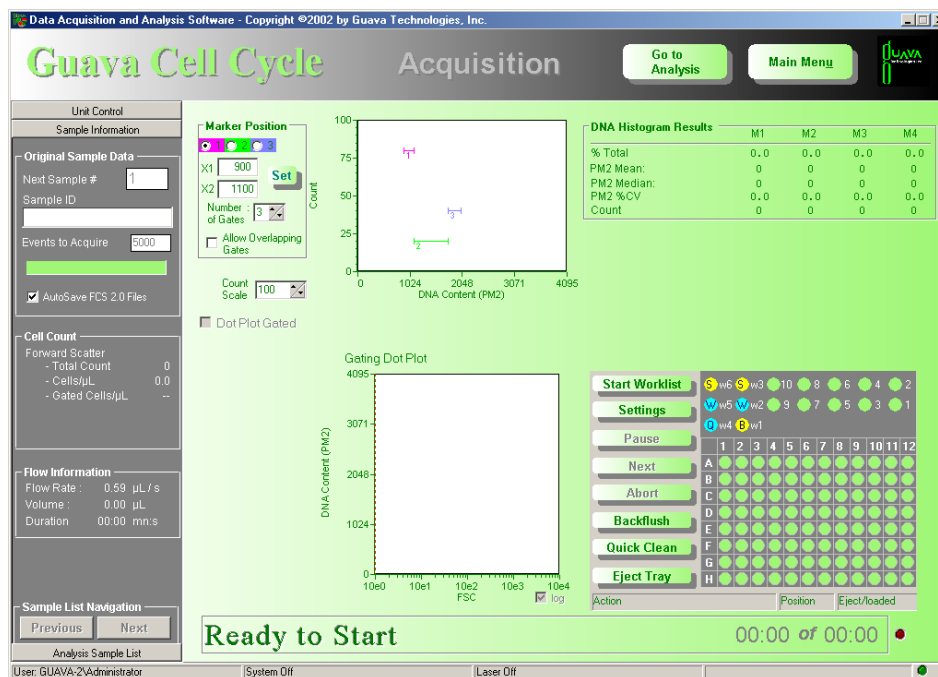 Data Acquisition and Analysis Software - Copyright ©2002 by Guava Technologies, Inc.
Guava Cell Cycle
Acquisition
Go to Analysis
Main Menu
GUAVA
Unit Control
Sample Information
Original Sample Data
Next Sample # 1
Sample ID
Events to Acquire 5000
AutoSave FCS 2.0 Files
Cell Count
Forward Scatter
- Total Count 0
- Cells/µL 0.0
- Gated Cells/µL --
Flow Information
Flow Rate : 0.59 µL / s
Volume : 0.00 µL
Duration 00:00 mn:s
Sample List Navigation
Previous Next
Analysis Sample List
Marker Position
1 2 3
X1 900
X2 1100
Set
Number : 3
of Gates
Allow Overlapping
Gates
Count 100
Scale
Dot Plot Gated
100
75
50
25
0
Count
1
3
2
0 1024 2048 3071 4095
DNA Content (PM2)
DNA Histogram Results M1 M2 M3 M4
% Total 0.0 0.0 0.0 0.0
PM2 Mean: 0 0 0 0
PM2 Median: 0 0 0 0
PM2 %CV 0.0 0.0 0.0 0.0
Count 0 0 0 0
Gating Dot Plot
4095
3071
2048
1024
0
DNA Content (PM2)
10e0 10e1 10e2 10e3 10e4
FSC
log
Start Worklist
Settings
Pause
Next
Abort
Backflush
Quick Clean
Eject Tray
S w6 S w3 10 8 6 4 2
W w5 W w2 9 7 5 3 1
Q w4 B w1
1 2 3 4 5 6 7 8 9 10 11 12
A
B
C
D
E
F
G
H
Action Position Eject/loaded
Ready to Start
00:00 of 00:00
User: GUAVA-2\Administrator System Off Laser Off